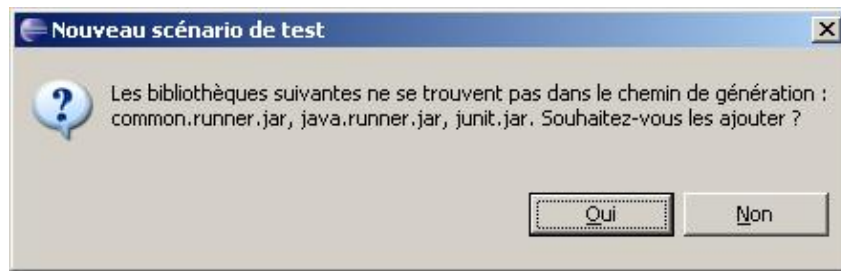 Nouveau scénario de test
Les bibliothèques suivantes ne se trouvent pas dans le chemin de génération :
common.runner.jar, java.runner.jar, junit.jar. Souhaitez-vous les ajouter ?
Oui Non